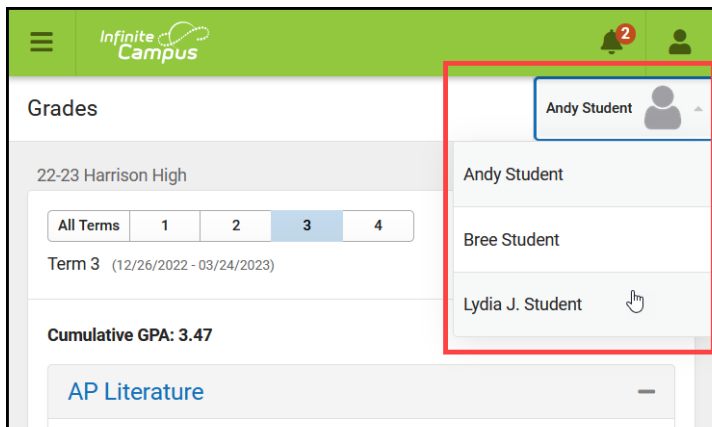 Infinite
Campus
2
Grades
Andy Student
22-23 Harrison High
Andy Student
All Terms 1 2 3 4
Bree Student
Term 3 (12/26/2022 - 03/24/2023)
Lydia J. Student
Cumulative GPA: 3.47
AP Literature